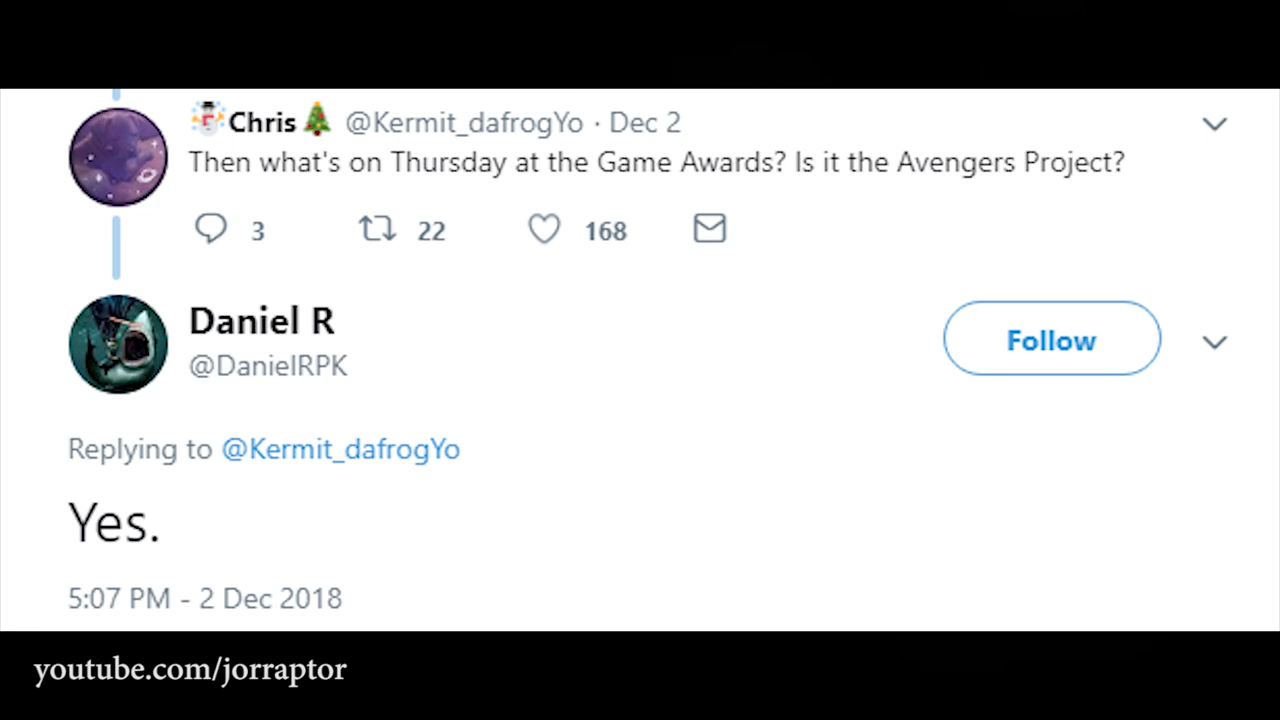 ⛄Chris🎄 @Kermit_dafrogYo · Dec 2
Then what's on Thursday at the Game Awards? Is it the Avengers Project?
3 22 168
Daniel R
@DanielRPK
Follow
Replying to @Kermit_dafrogYo
Yes.
5:07 PM - 2 Dec 2018
youtube.com/jorraptor